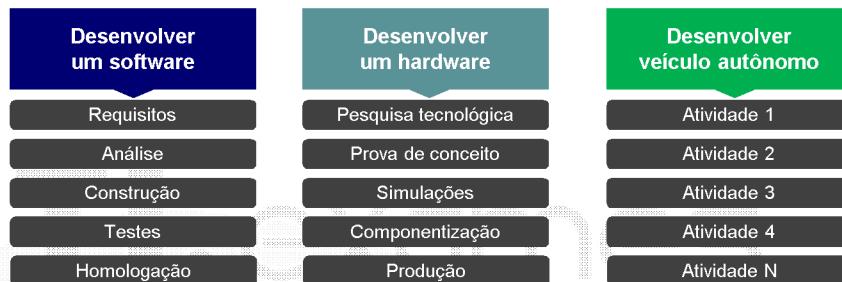 Desenvolver
um software
Requisitos
Análise
Construção
Testes
Homologação
Desenvolver
um hardware
Pesquisa tecnológica
Prova de conceito
Simulações
Componentização
Produção
Desenvolver
veículo autônomo
Atividade 1
Atividade 2
Atividade 3
Atividade 4
Atividade N